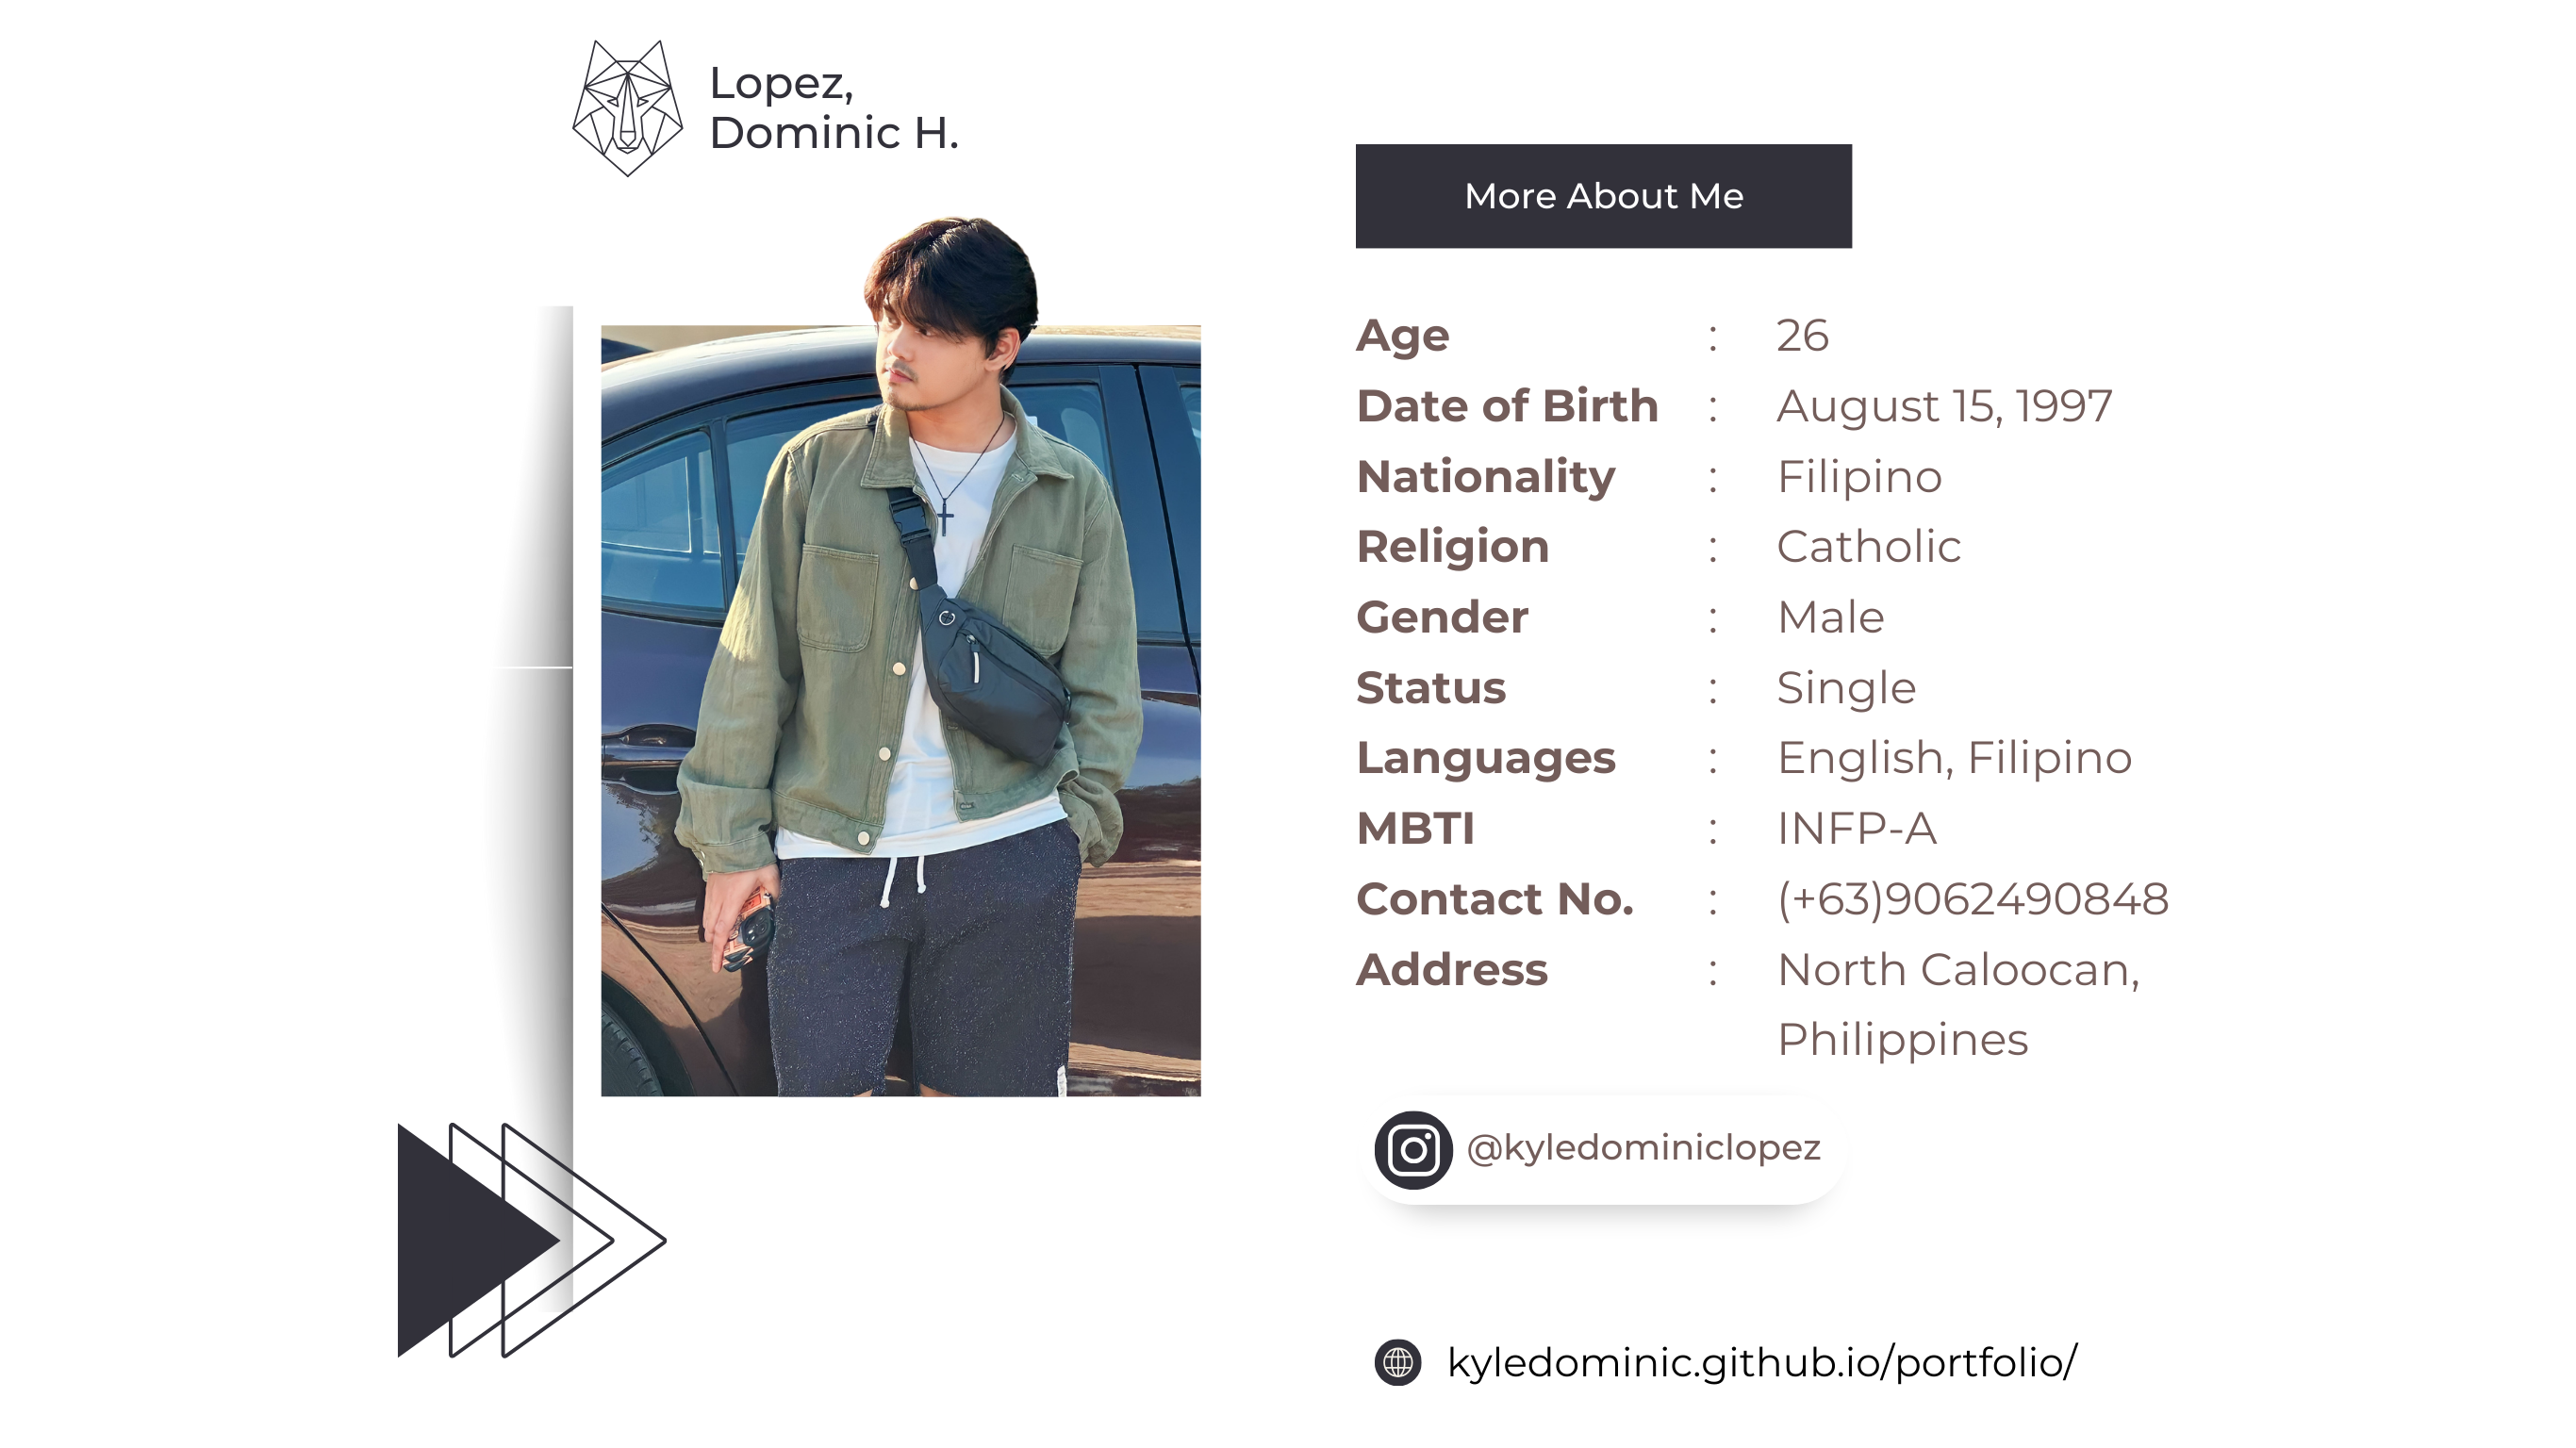 Lopez,
Dominic H.
More About Me
Age : 26
Date of Birth : August 15, 1997
Nationality : Filipino
Religion : Catholic
Gender : Male
Status : Single
Languages : English, Filipino
MBTI : INFP-A
Contact No. : (+63)9062490848
Address : North Caloocan,
Philippines
@kyledominiclopez
kyledominic.github.io/portfolio/